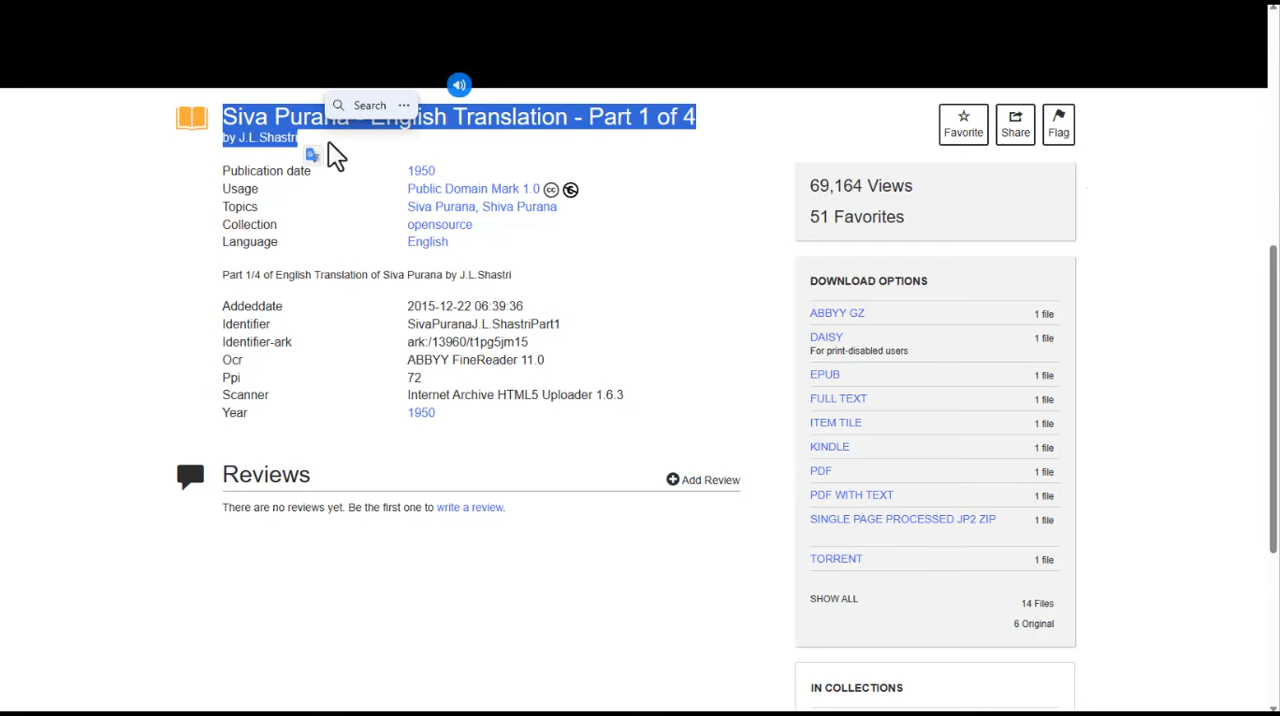 Search ...
Siva Purana - English Translation - Part 1 of 4
by J.L.Shastri
Favorite
Share
Flag
Publication date 1950
Usage Public Domain Mark 1.0
Topics Siva Purana, Shiva Purana
Collection opensource
Language English
Part 1/4 of English Translation of Siva Purana by J.L.Shastri
Addeddate 2015-12-22 06:39:36
Identifier SivaPuranaJ.L.ShastriPart1
Identifier-ark ark:/13960/t1pg5jm15
Ocr ABBYY FineReader 11.0
Ppi 72
Scanner Internet Archive HTML5 Uploader 1.6.3
Year 1950
Reviews
Add Review
There are no reviews yet. Be the first one to write a review.
69,164 Views
51 Favorites
DOWNLOAD OPTIONS
ABBYY GZ 1 file
DAISY 1 file
For print-disabled users
EPUB 1 file
FULL TEXT 1 file
ITEM TILE 1 file
KINDLE 1 file
PDF 1 file
PDF WITH TEXT 1 file
SINGLE PAGE PROCESSED JP2 ZIP 1 file
TORRENT 1 file
SHOW ALL 14 Files
6 Original
IN COLLECTIONS